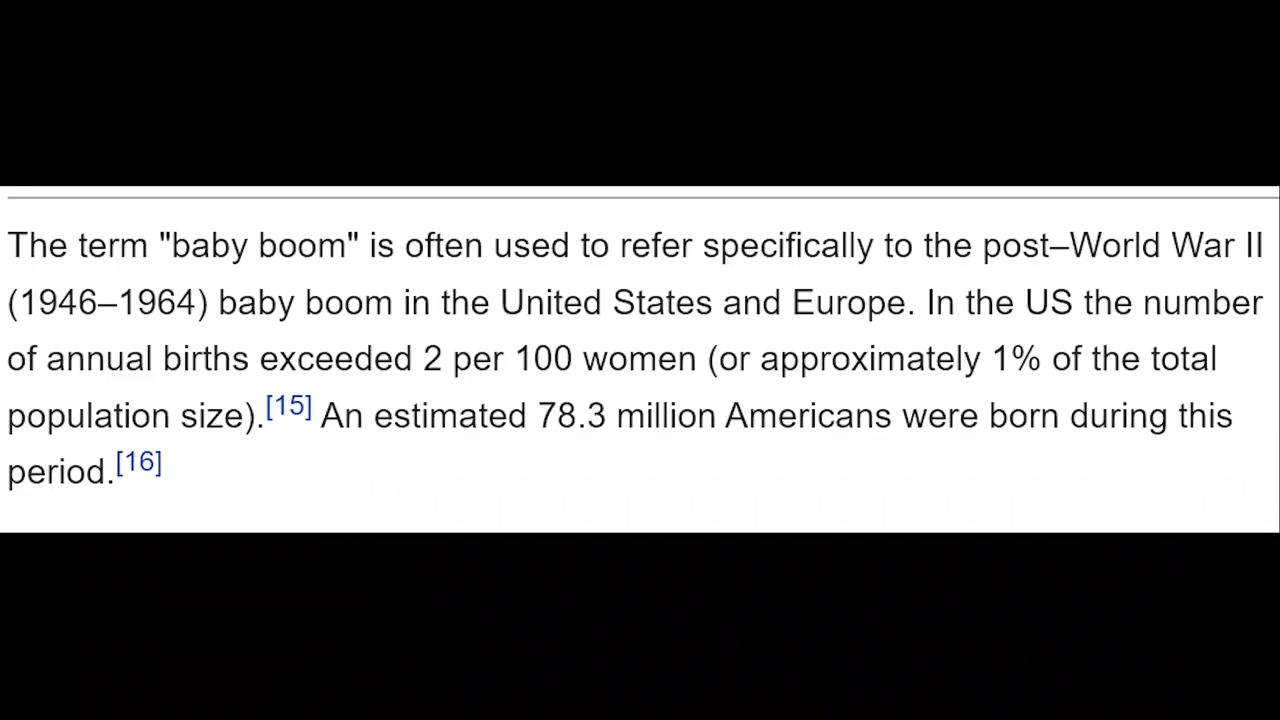 The term "baby boom" is often used to refer specifically to the post–World War II
(1946–1964) baby boom in the United States and Europe. In the US the number
of annual births exceeded 2 per 100 women (or approximately 1% of the total
population size).[15] An estimated 78.3 million Americans were born during this
period.[16]